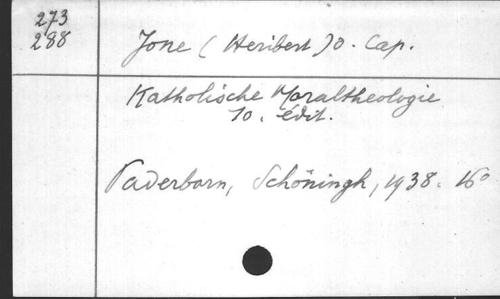 273
288
Jone (Heribert) O. Cap.
Katholische Moraltheologie
10. édit.
Paderborn, Schöningh, 1938. 16°